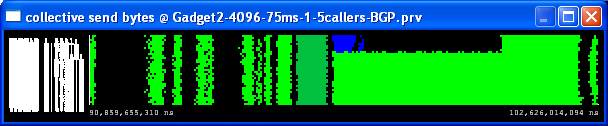 collective send bytes @ Gadget2-4096-75ms-1-5callers-BGP.prv
90,859,655,310 ns
102,626,014,094 ns